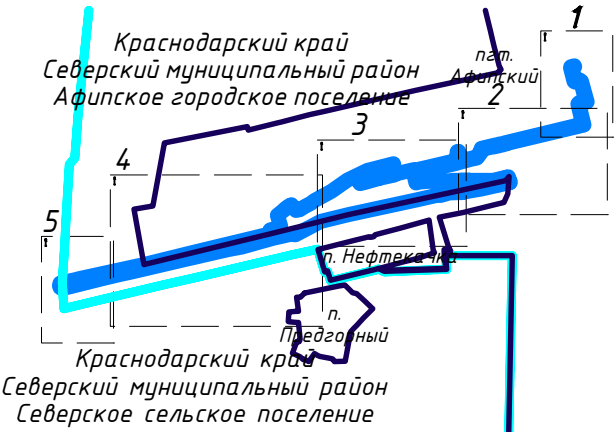 1
Краснодарский край
Северский муниципальный район
Афипское городское поселение
пгт.
Афипский
2
3
4
5
п. Нефтекачка
п.
Предгорный
Краснодарский край
Северский муниципальный район
Северское сельское поселение